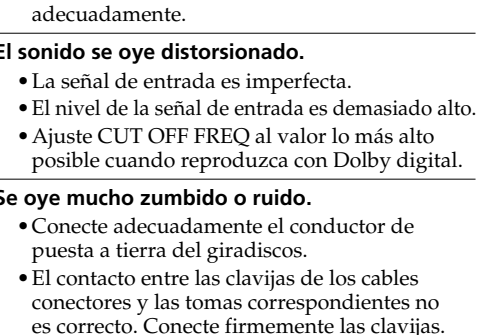 adecuadamente.
El sonido se oye distorsionado.
• La señal de entrada es imperfecta.
• El nivel de la señal de entrada es demasiado alto.
• Ajuste CUT OFF FREQ al valor lo más alto
posible cuando reproduzca con Dolby digital.
Se oye mucho zumbido o ruido.
• Conecte adecuadamente el conductor de
puesta a tierra del giradiscos.
• El contacto entre las clavijas de los cables
conectores y las tomas correspondientes no
es correcto. Conecte firmemente las clavijas.